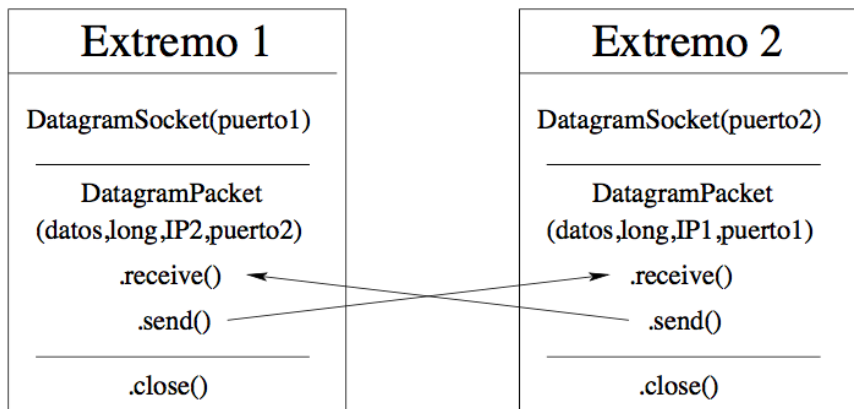 Extremo 1
DatagramSocket(puerto1)
DatagramPacket
(datos,long,IP2,puerto2)
.receive()
.send()
.close()
Extremo 2
DatagramSocket(puerto2)
DatagramPacket
(datos,long,IP1,puerto1)
.receive()
.send()
.close()